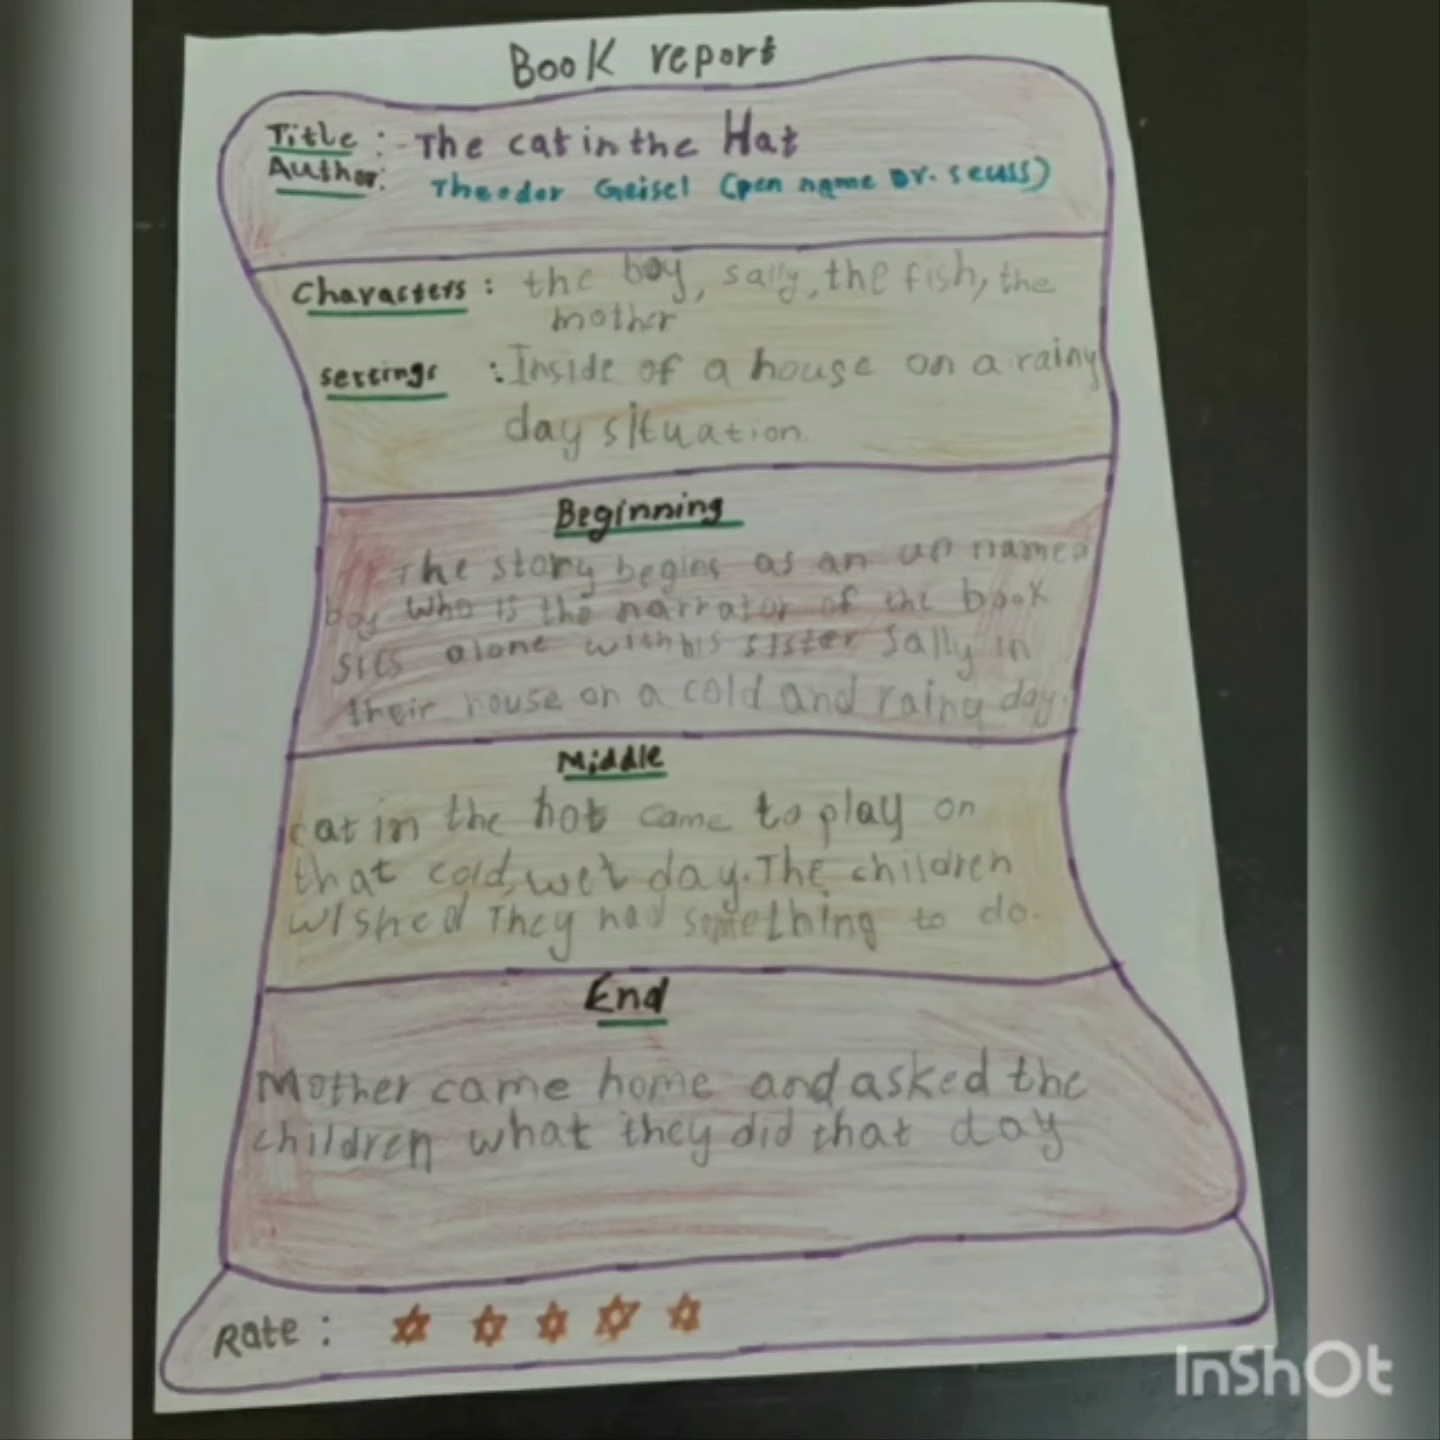 Book report
Title : - The cat in the Hat
Author: Theodor Geisel (pen name Dr. seuss)
Characters : the boy, sally, the fish, the
mother
settings : Inside of a house on a rainy
day situation
Beginning
The story begins as an un named
boy who is the narrator of the book
sits alone with his sister Sally in
their house on a cold and rainy day.
Middle
cat in the hat came to play on
that cold, wet day. The children
wished They had something to do.
End
Mother came home and asked the
children what they did that day
Rate :
InShOt